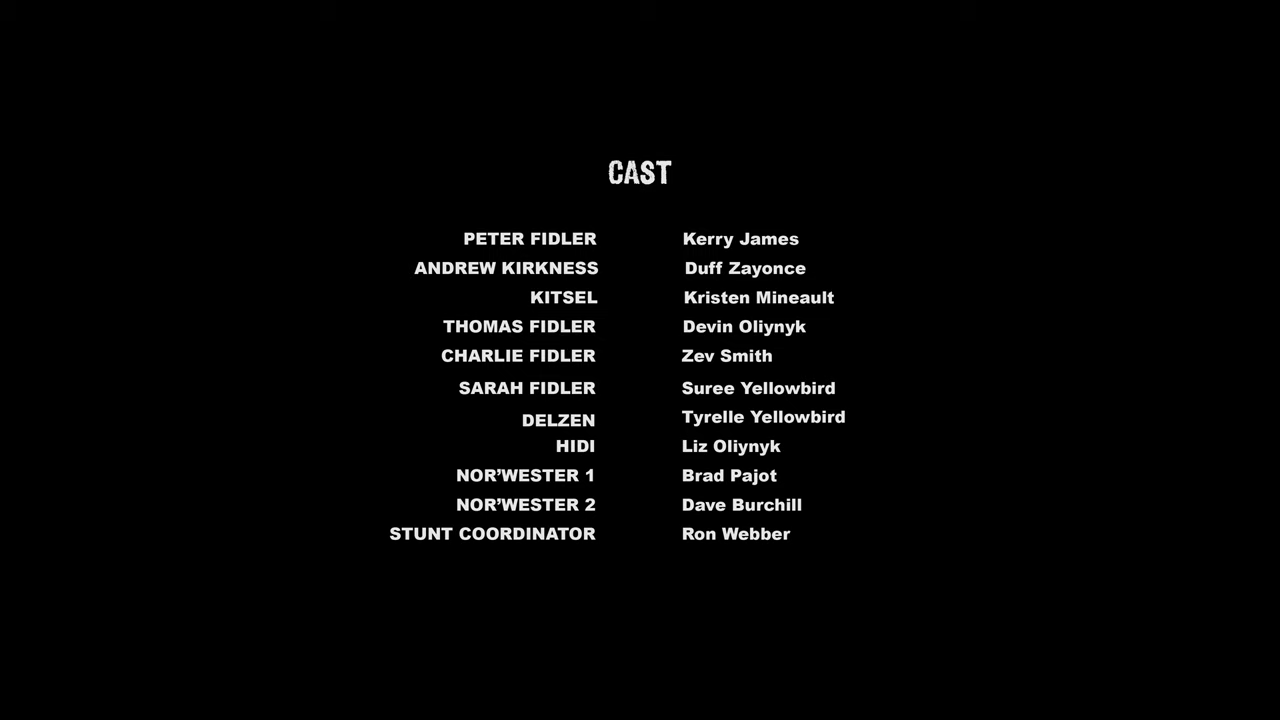 CAST
PETER FIDLER Kerry James
ANDREW KIRKNESS Duff Zayonce
KITSEL Kristen Mineault
THOMAS FIDLER Devin Oliynyk
CHARLIE FIDLER Zev Smith
SARAH FIDLER Suree Yellowbird
DELZEN Tyrelle Yellowbird
HIDI Liz Oliynyk
NOR’WESTER 1 Brad Pajot
NOR’WESTER 2 Dave Burchill
STUNT COORDINATOR Ron Webber